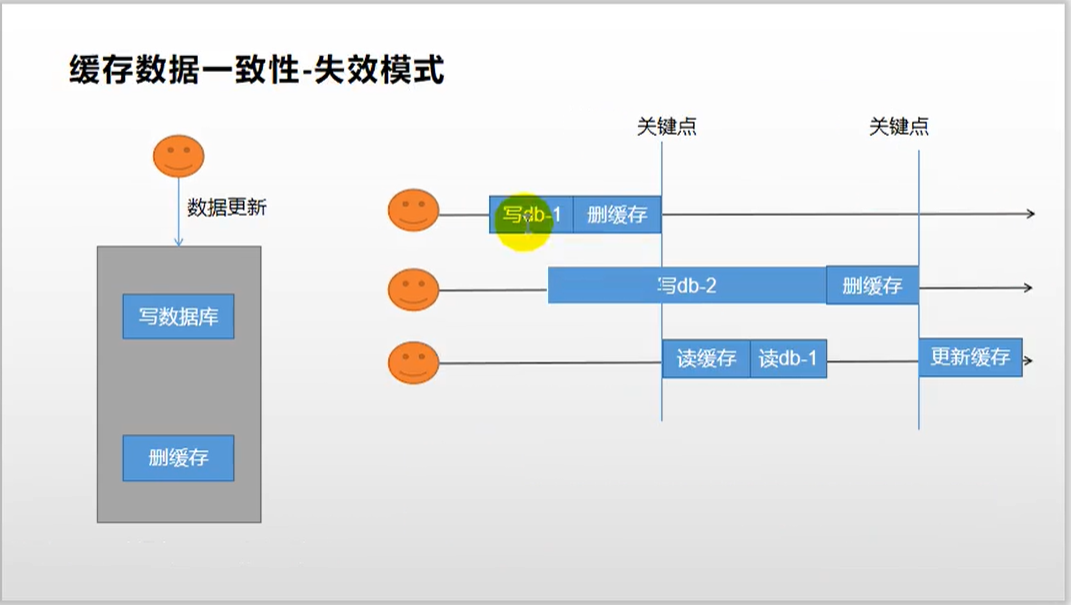 缓存数据一致性-失效模式
数据更新
写数据库
删缓存
关键点
关键点
写db-1
删缓存
写db-2
删缓存
读缓存
读db-1
更新缓存